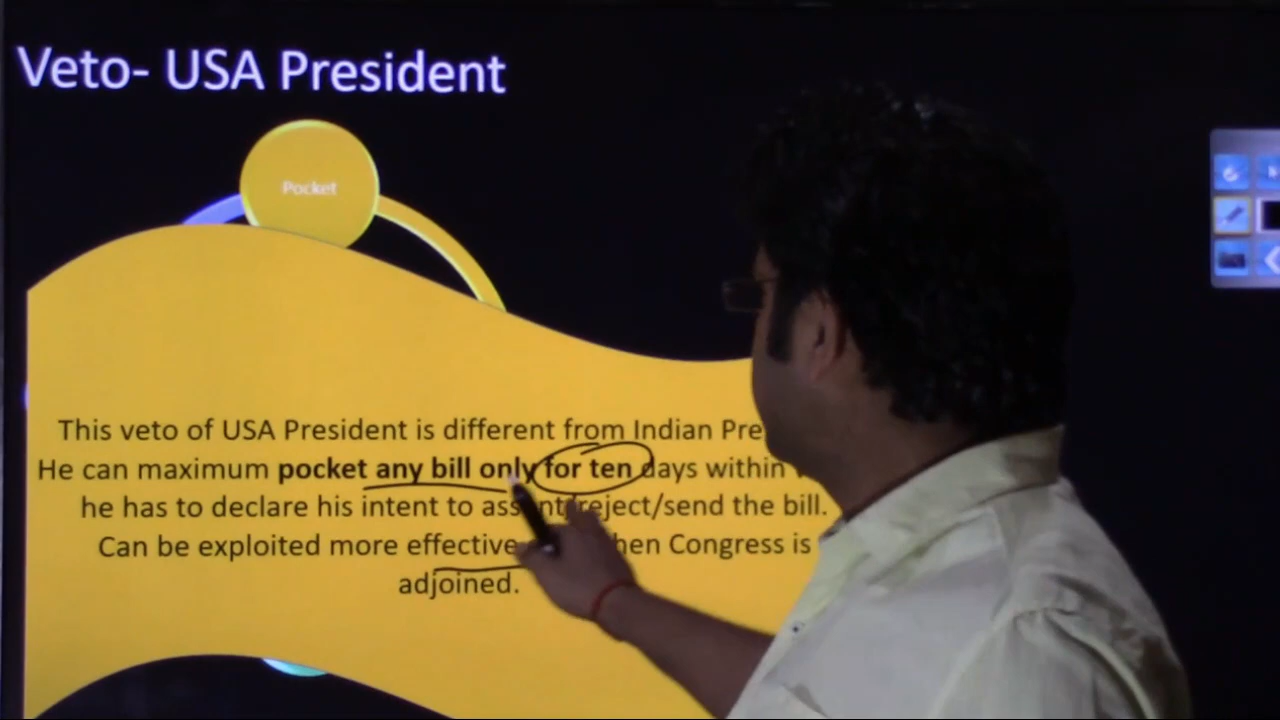 Veto- USA President
Pocket
This veto of USA President is different from Indian Pre
He can maximum pocket any bill only for ten days within
he has to declare his intent to assent/reject/send the bill.
Can be exploited more effective hen Congress is
adjoined.